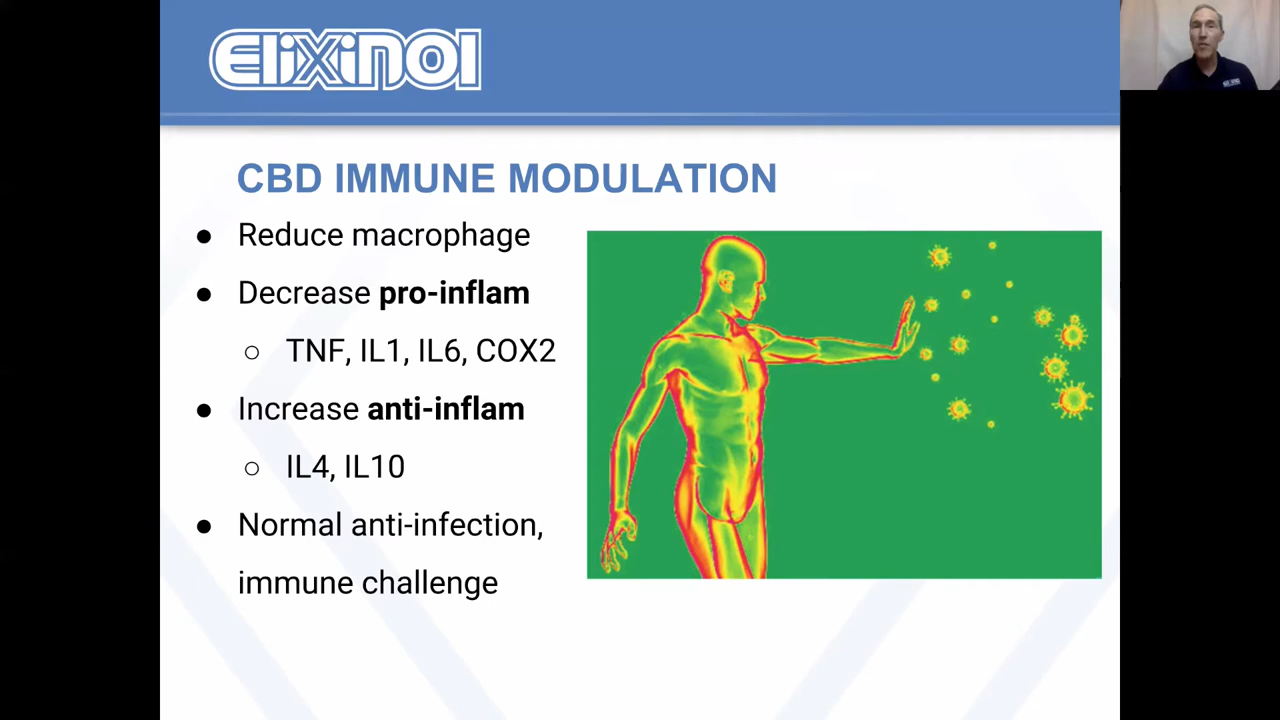 Elixinol
CBD IMMUNE MODULATION
● Reduce macrophage
● Decrease pro-inflam
○ TNF, IL1, IL6, COX2
● Increase anti-inflam
○ IL4, IL10
● Normal anti-infection,
immune challenge